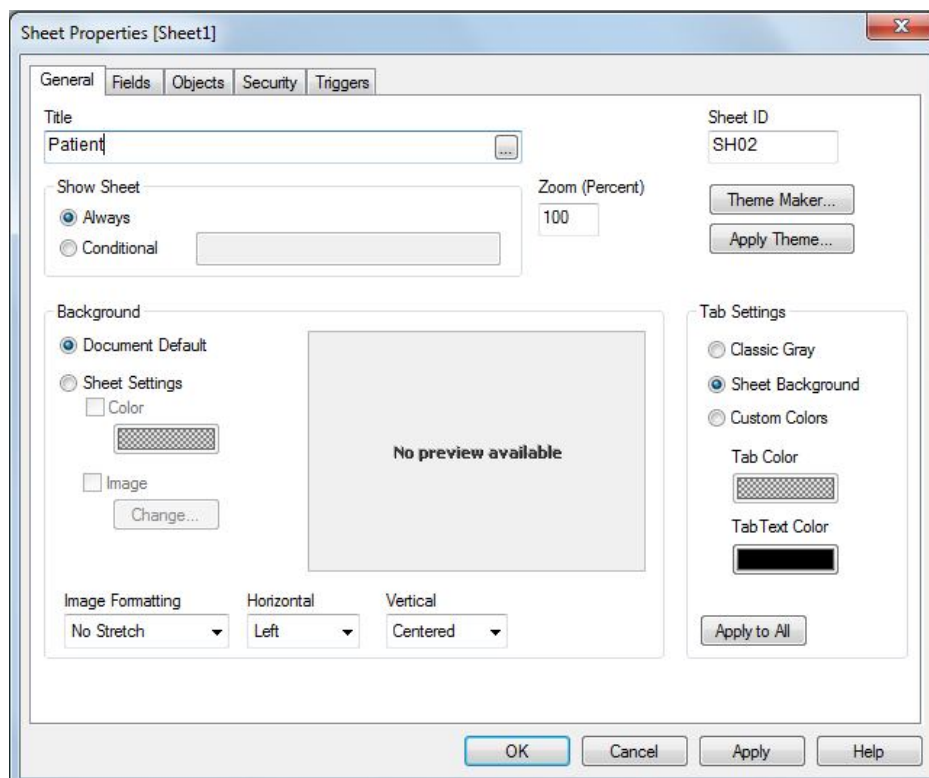 Sheet Properties [Sheet1]
X
General Fields Objects Security Triggers
Title
Sheet ID
Patient
...
SH02
Show Sheet
Zoom (Percent)
Always
100
Theme Maker...
Conditional
Apply Theme...
Background
Tab Settings
Document Default
Classic Gray
Sheet Settings
Sheet Background
Color
Custom Colors
No preview available
Tab Color
Image
Change...
Tab Text Color
Image Formatting Horizontal Vertical
No Stretch Left Centered
Apply to All
OK Cancel Apply Help